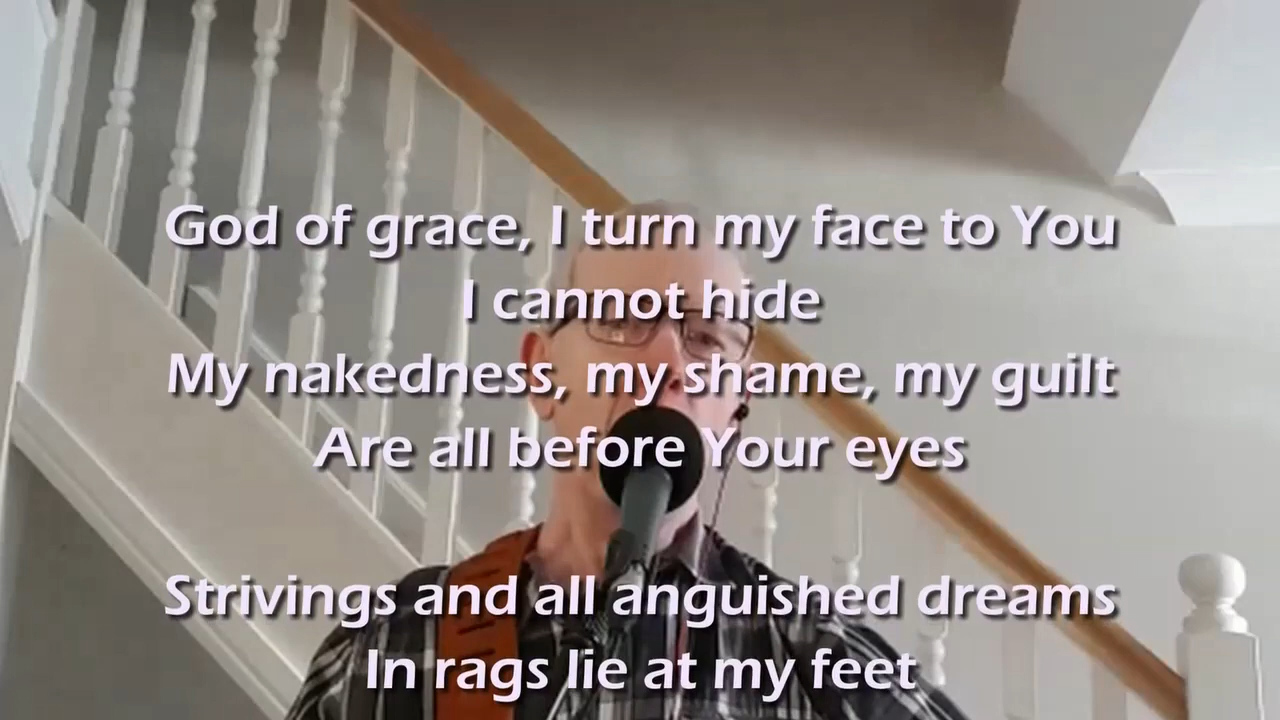 God of grace, I turn my face to You
I cannot hide
My nakedness, my shame, my guilt
Are all before Your eyes
Strivings and all anguished dreams
In rags lie at my feet